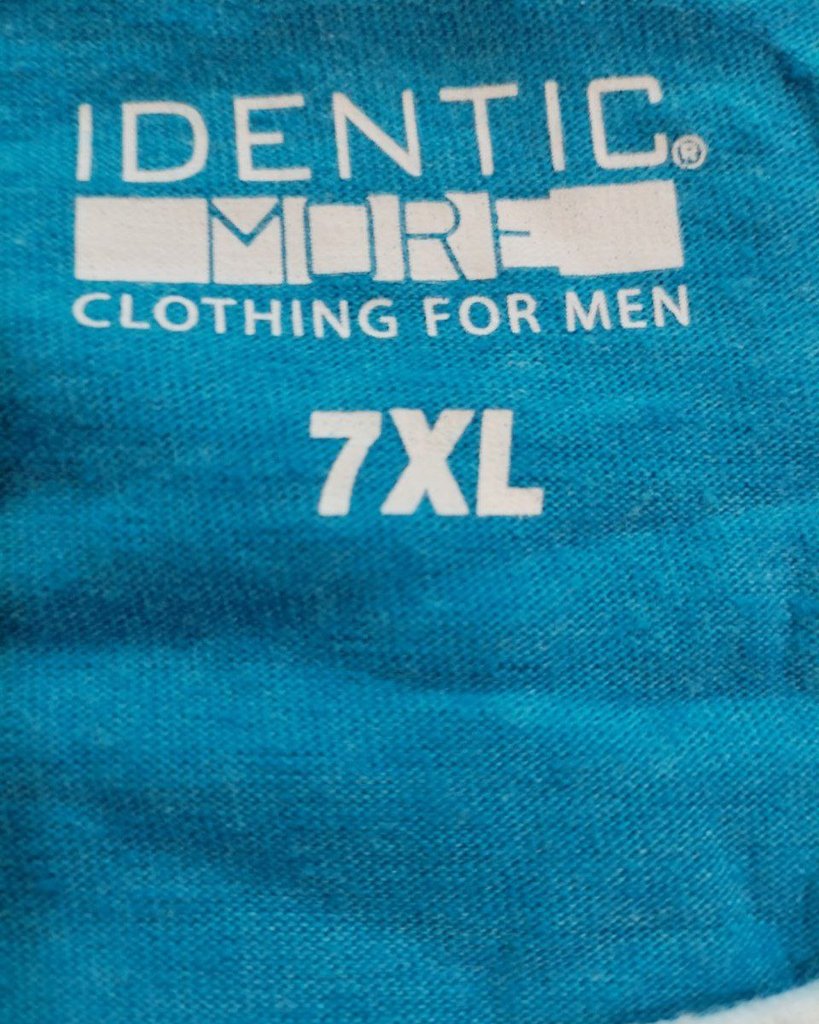 IDENTIC®
MORE
CLOTHING FOR MEN
7XL